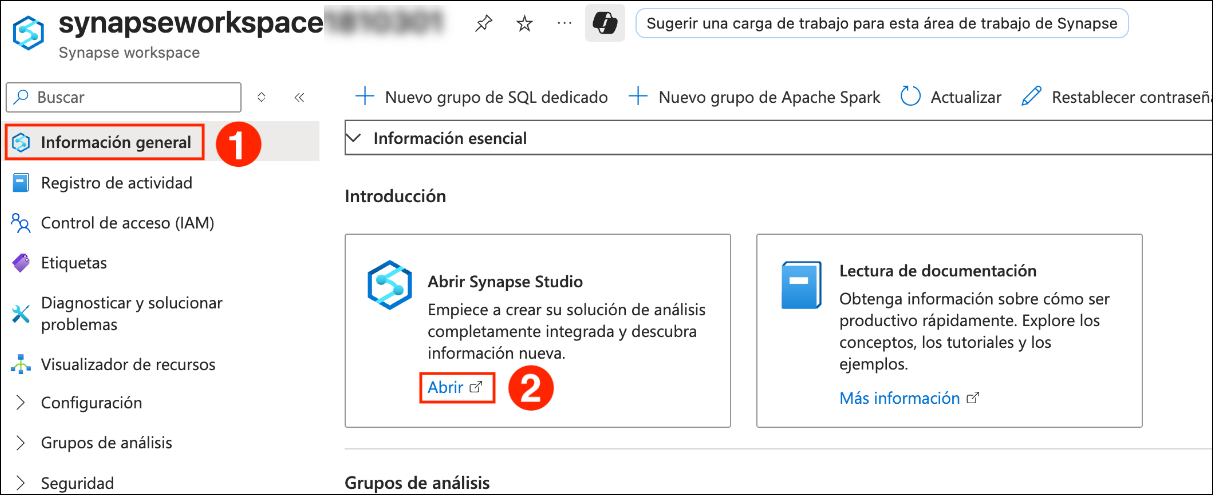 synapseworkspace
Synapse workspace
Sugerir una carga de trabajo para esta área de trabajo de Synapse
Buscar
Nuevo grupo de SQL dedicado
Nuevo grupo de Apache Spark
Actualizar
Restablecer contraseña
Información general
1
Información esencial
Registro de actividad
Control de acceso (IAM)
Etiquetas
Diagnosticar y solucionar
problemas
Visualizador de recursos
Configuración
Grupos de análisis
Seguridad
Introducción
Abrir Synapse Studio
Empiece a crear su solución de análisis
completamente integrada y descubra
información nueva.
Abrir
2
Lectura de documentación
Obtenga información sobre cómo ser
productivo rápidamente. Explore los
conceptos, los tutoriales y los
ejemplos.
Más información
Grupos de análisis